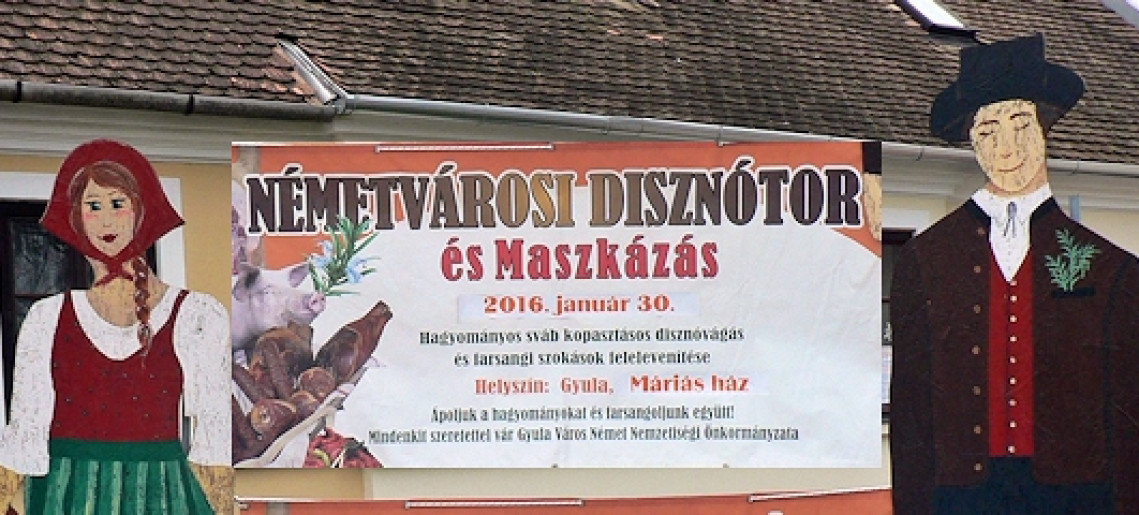 NÉMETVÁROSI DISZNÓTOR
és Maszkázás
2016. január 30.
Hagyományos sváb kopasztásos disznóvágás
és farsangi szrokások felelevenítése
Helyszín: Gyula, Máriás ház
Ápoljuk a hagyományokat és farsangoljunk együtt!
Mindenkit szeretettel vár Gyula Város Német Nemzetiségi Önkormányzata